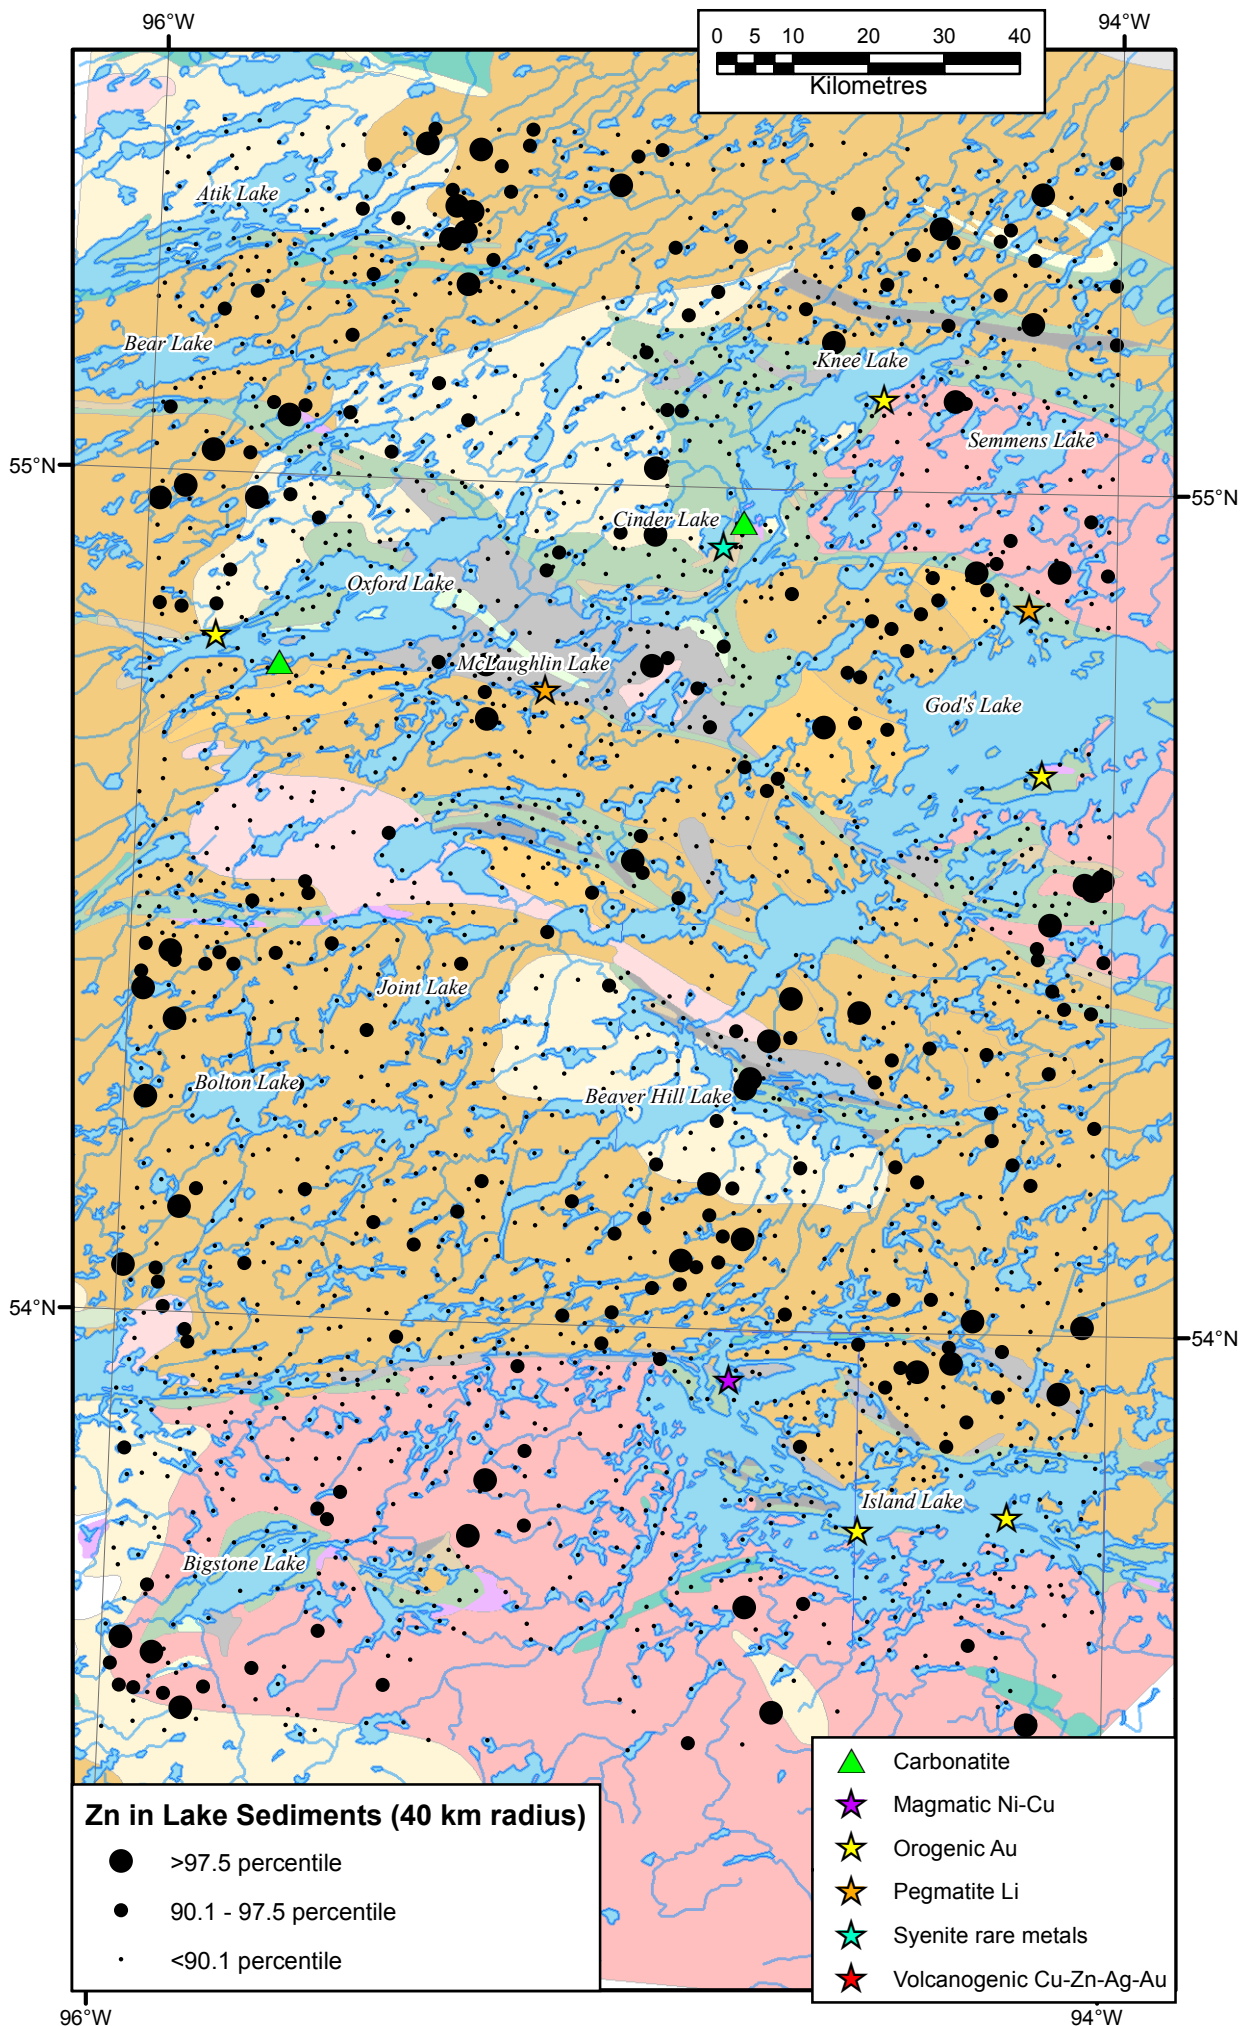 96°W
94°W
0 5 10 20 30 40
Kilometres
Atik Lake
Bear Lake
Knee Lake
Semmens Lake
55°N
55°N
Cinder Lake
Oxford Lake
McLaughlin Lake
God's Lake
Joint Lake
Bolton Lake
Beaver Hill Lake
54°N
54°N
Island Lake
Bigstone Lake
Carbonatite
Magmatic Ni-Cu
Orogenic Au
Pegmatite Li
Syenite rare metals
Volcanogenic Cu-Zn-Ag-Au
Zn in Lake Sediments (40 km radius)
>97.5 percentile
90.1 - 97.5 percentile
<90.1 percentile
96°W
94°W